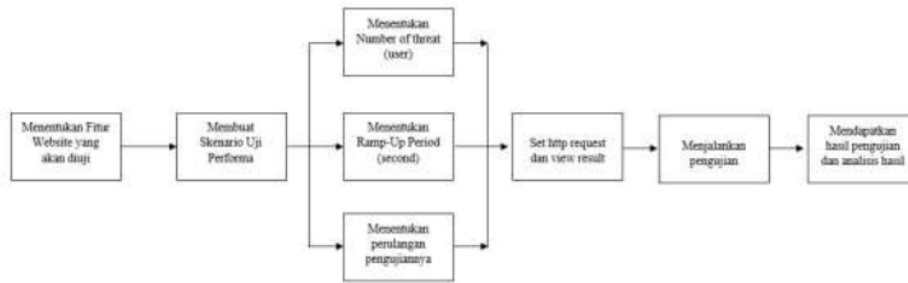 Menentukan Fitur
Website yang
akan diuji
Membuat
Skenario Uji
Performa
Menentukan
Number of threat
(user)
Menentukan
Ramp-Up Period
(second)
Menentukan
perulangan
pengujiannya
Set http request
dan view result
Menjalankan
pengujian
Mendapatkan
hasil pengujian
dan analisis hasil